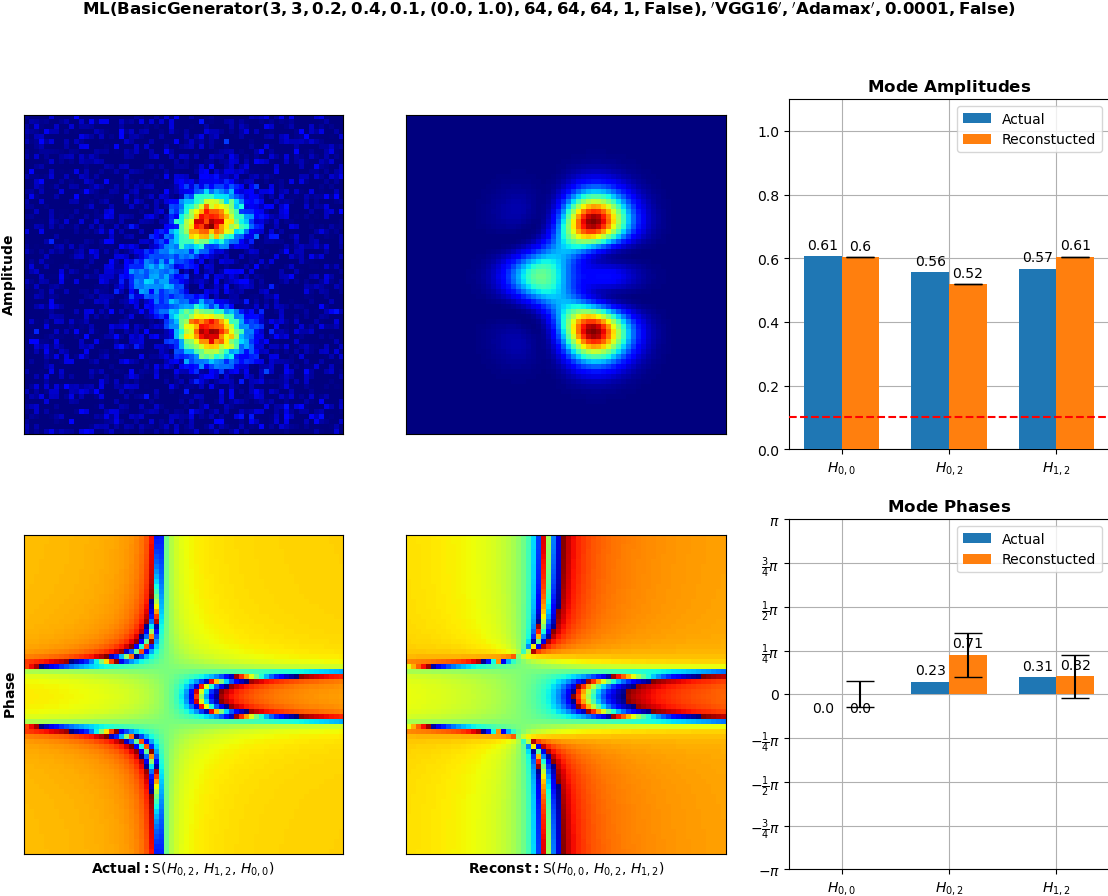 ML(BasicGenerator(3, 3, 0.2, 0.4, 0.1, (0.0, 1.0), 64, 64, 64, 1, False), ′VGG16′, ′Adamax′, 0.0001, False)
Amplitude
Mode Amplitudes
Actual
Reconstucted
1.0
0.8
0.6
0.4
0.2
0.0
0.61
0.6
0.56
0.52
0.57
0.61
H0,0
H0,2
H1,2
Phase
Actual: S(H0,2, H1,2, H0,0)
Reconst: S(H0,0, H0,2, H1,2)
Mode Phases
Actual
Reconstucted
π
3/4π
1/2π
1/4π
0
−1/4π
−1/2π
−3/4π
−π
0.0
0.0
0.23
0.71
0.31
0.32
H0,0
H0,2
H1,2